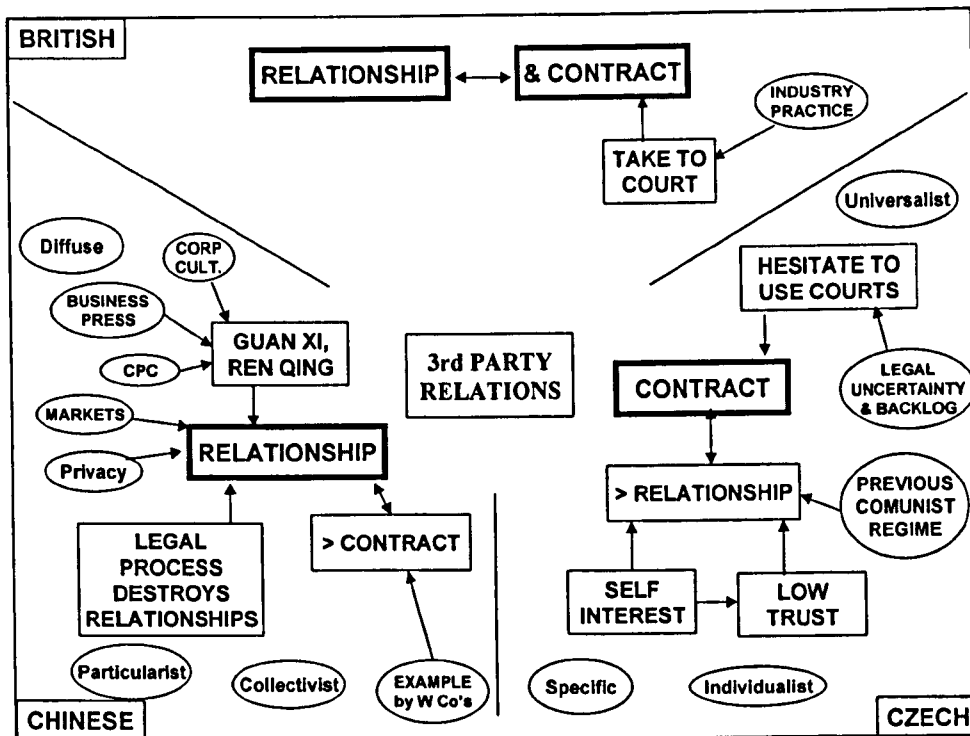 BRITISH
RELATIONSHIP
& CONTRACT
INDUSTRY
PRACTICE
TAKE TO
COURT
Universalist
Diffuse
CORP
CULT.
HESITATE TO
USE COURTS
BUSINESS
PRESS
GUAN XI,
REN QING
3rd PARTY
RELATIONS
CPC
CONTRACT
LEGAL
UNCERTAINTY
& BACKLOG
MARKETS
RELATIONSHIP
Privacy
> RELATIONSHIP
PREVIOUS
COMUNIST
REGIME
LEGAL
PROCESS
DESTROYS
RELATIONSHIPS
> CONTRACT
SELF
INTEREST
LOW
TRUST
Particularist
Collectivist
EXAMPLE
by W Co's
Specific
Individualist
CHINESE
CZECH